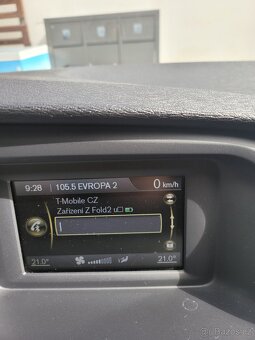 9:28 105.5 EVROPA 2 0 km/h
T-Mobile CZ
Zařízení Z Fold2 u
21.0° 21.0°